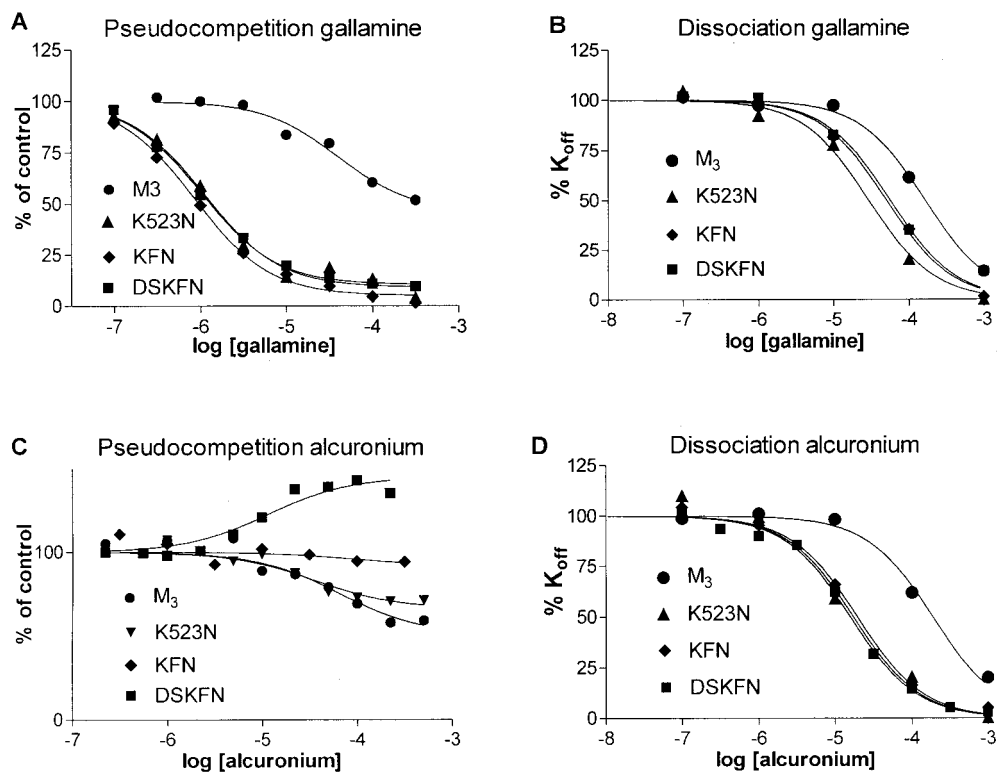 A
Pseudocompetition gallamine
125
100
75
50
25
0
% of control
M3
K523N
KFN
DSKFN
-7
-6
-5
-4
-3
log [gallamine]
B
Dissociation gallamine
125
100
75
50
25
0
% Koff
M3
K523N
KFN
DSKFN
-8
-7
-6
-5
-4
-3
log [gallamine]
C
Pseudocompetition alcuronium
100
0
% of control
M3
K523N
KFN
DSKFN
-7
-6
-5
-4
-3
log [alcuronium]
D
Dissociation alcuronium
125
100
75
50
25
0
% Koff
M3
K523N
KFN
DSKFN
-8
-7
-6
-5
-4
-3
log [alcuronium]